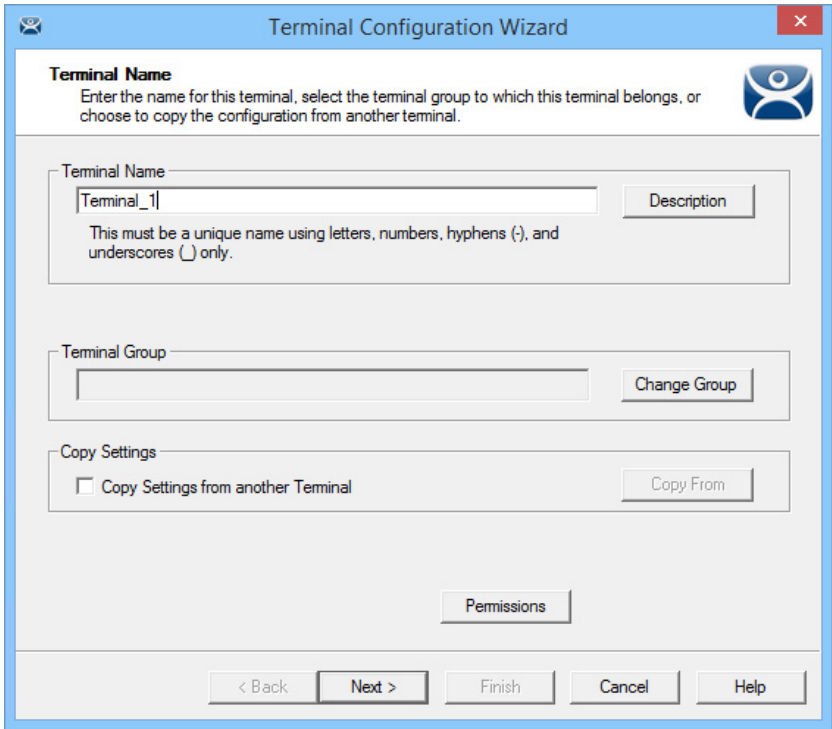 Terminal Configuration Wizard
Terminal Name
Enter the name for this terminal, select the terminal group to which this terminal belongs, or
choose to copy the configuration from another terminal.
Terminal Name
Terminal_1
Description
This must be a unique name using letters, numbers, hyphens (-), and
underscores (_) only.
Terminal Group
Change Group
Copy Settings
Copy Settings from another Terminal
Copy From
Permissions
< Back
Next >
Finish
Cancel
Help